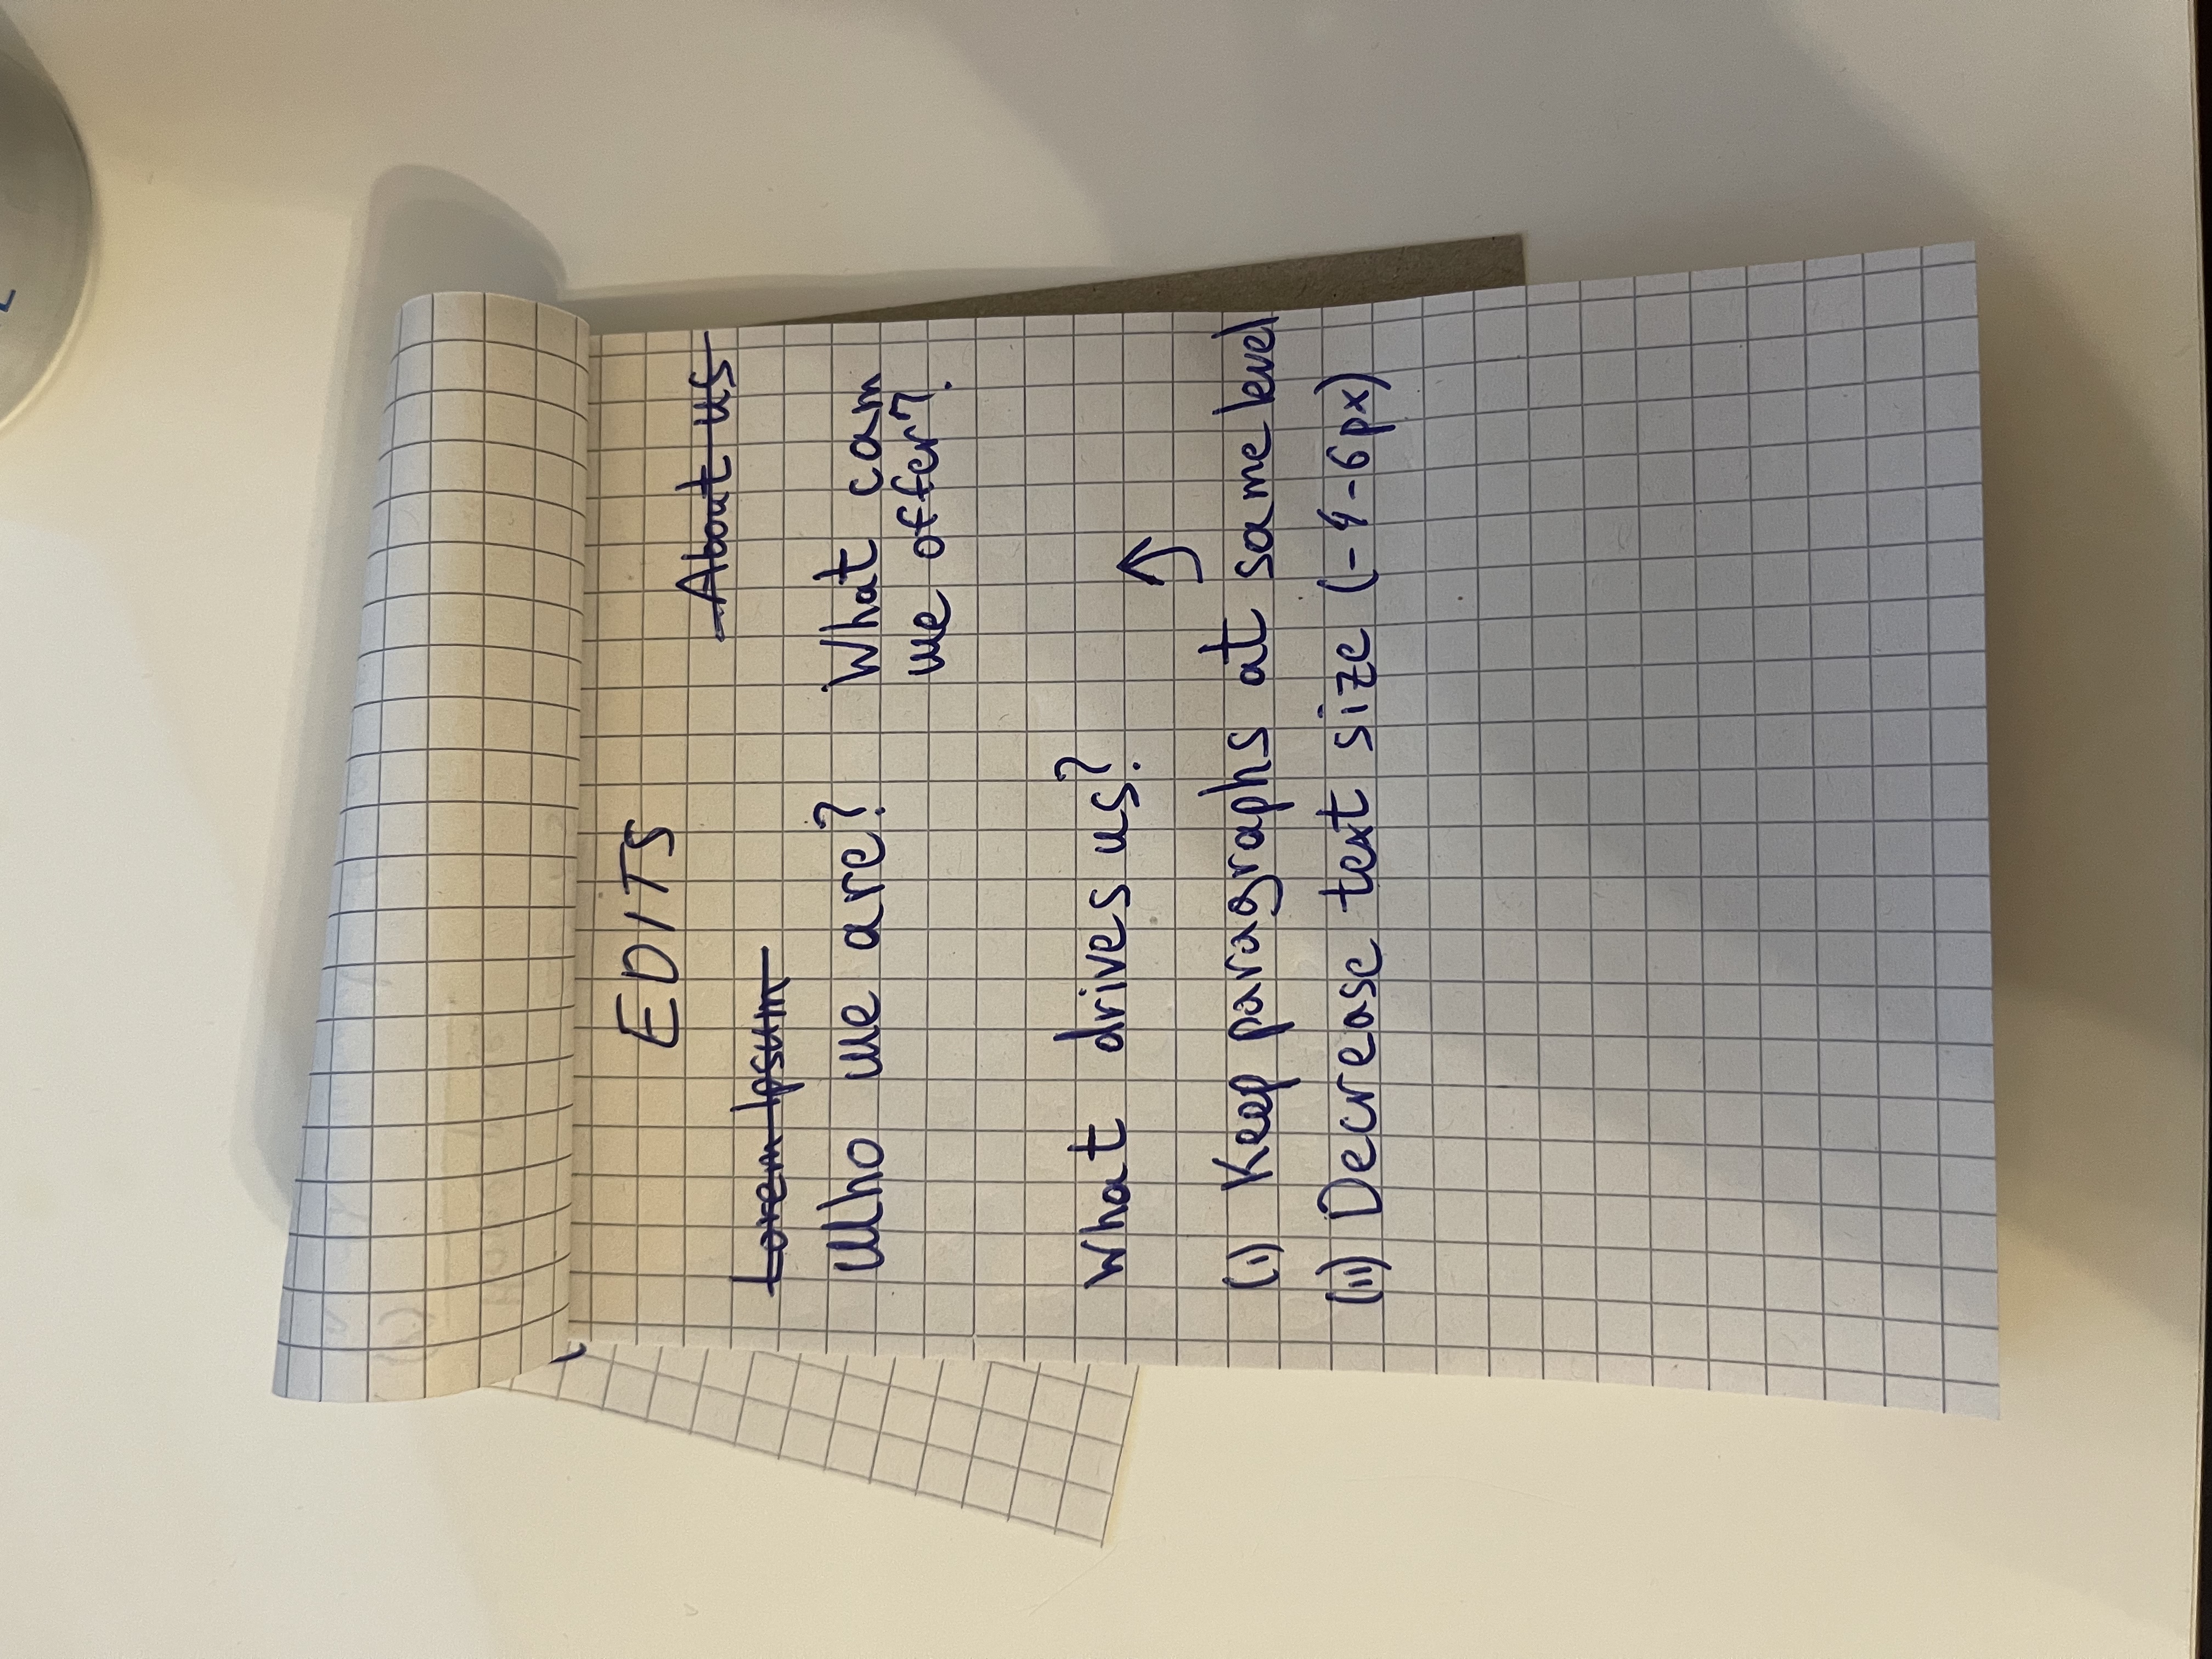 EDITS
About us
Lorem Ipsum
Who we are?
What can
we offer?
What drives us?
(i) Keep paragraphs at same level
(ii) Decrease text size (-4-6px)